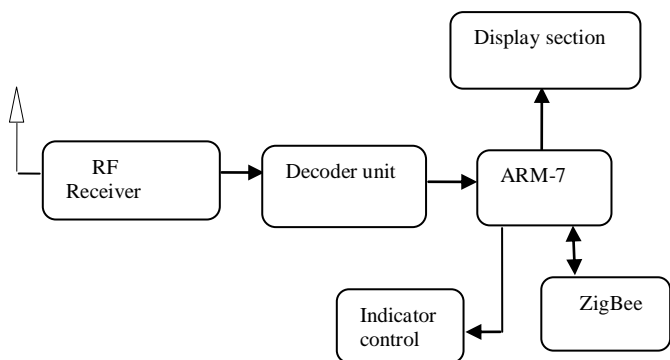 Display section
RF
Receiver
Decoder unit
ARM-7
ZigBee
Indicator
control